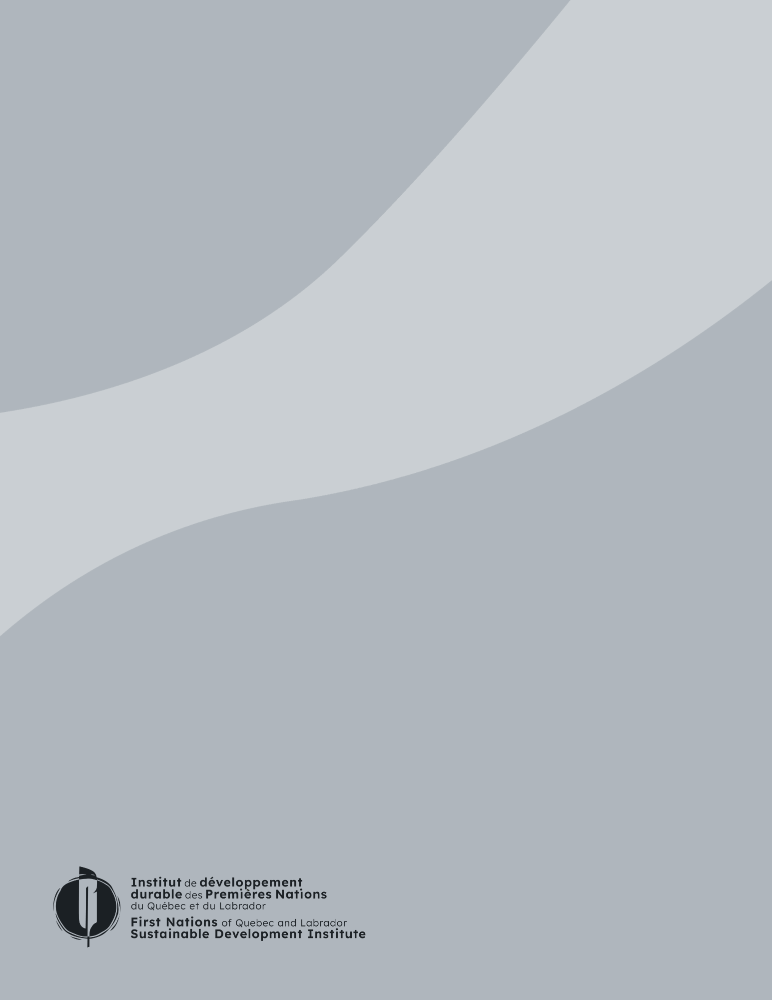 Institut de développement
durable des Premières Nations
du Québec et du Labrador
First Nations of Quebec and Labrador
Sustainable Development Institute